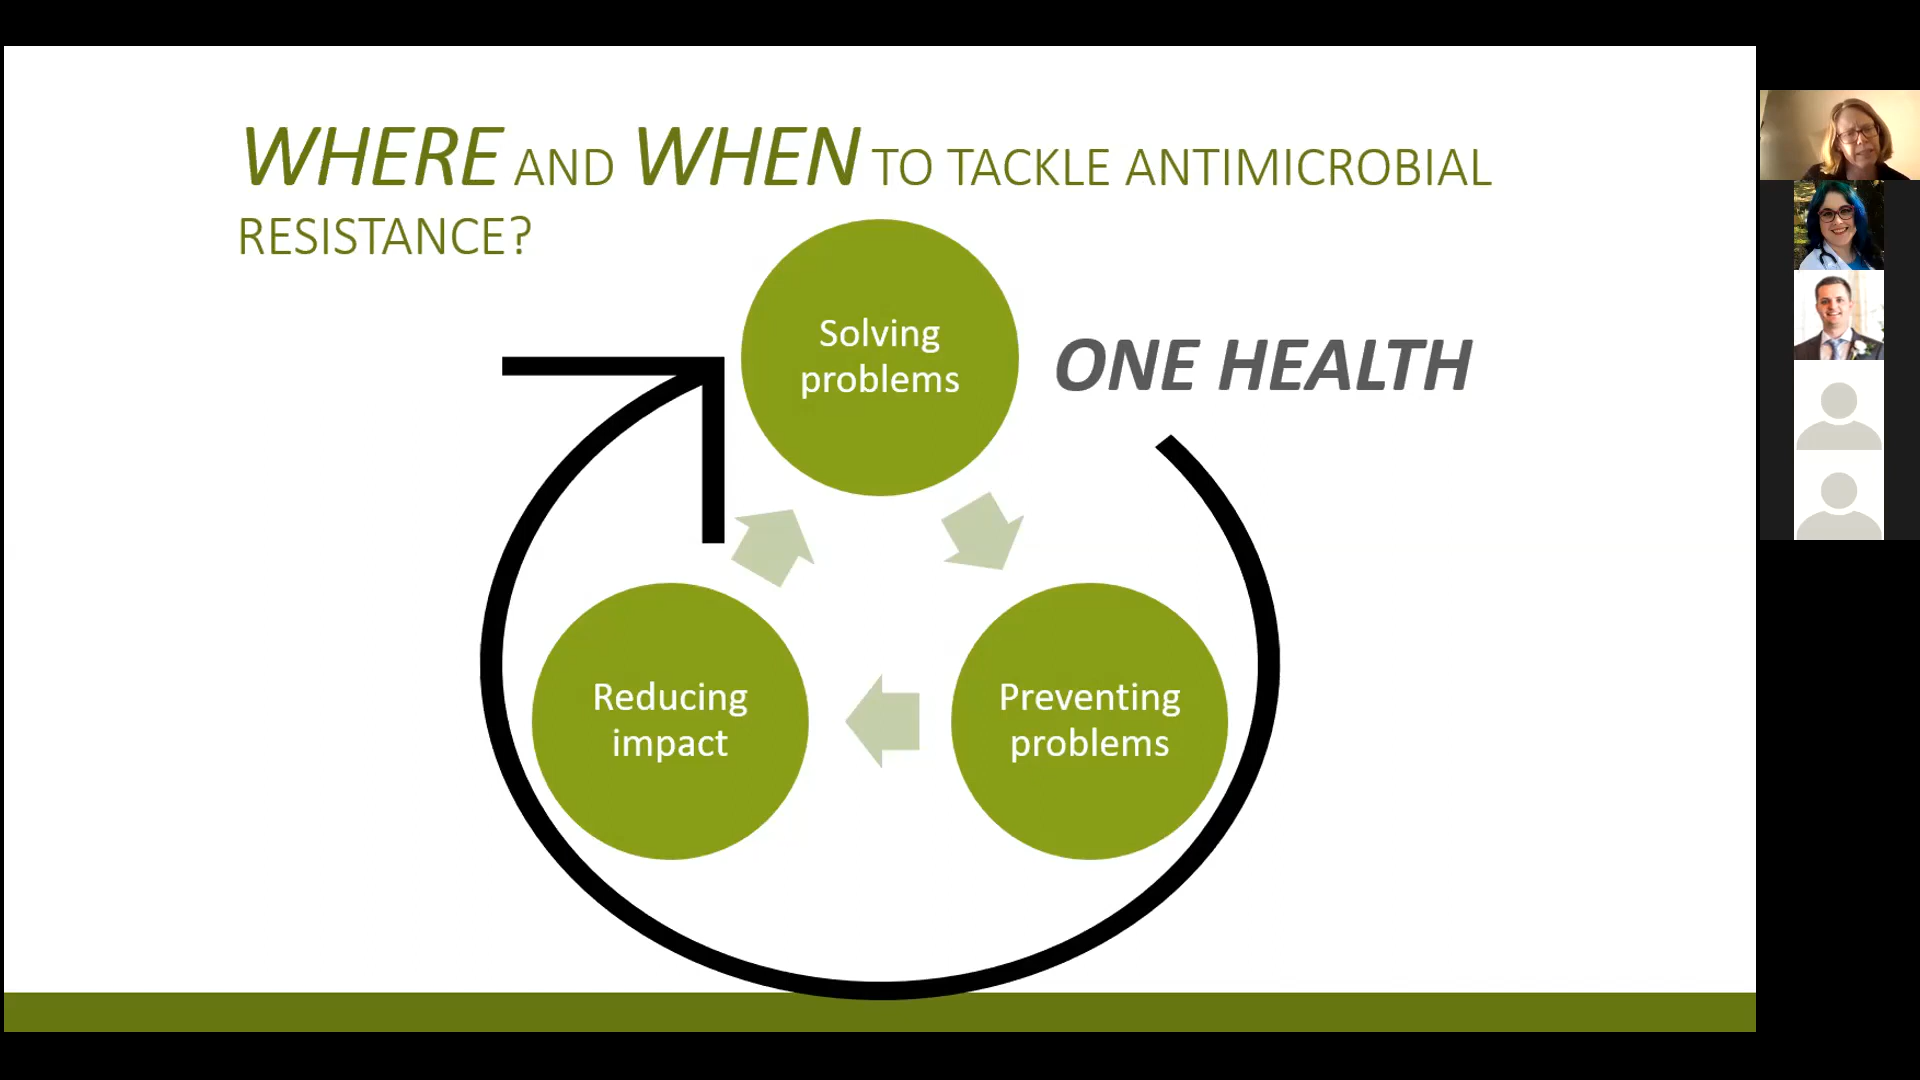 WHERE AND WHEN TO TACKLE ANTIMICROBIAL
RESISTANCE?
Solving
problems
ONE HEALTH
Reducing
impact
Preventing
problems